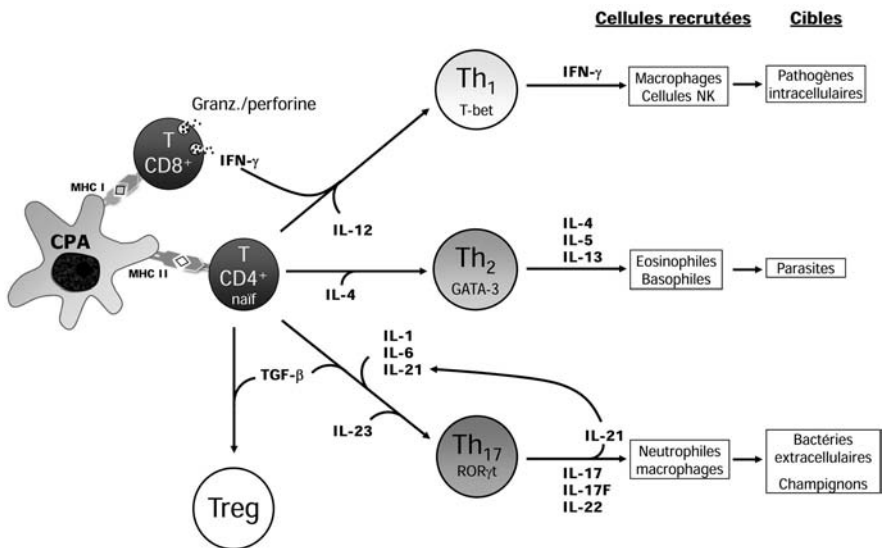 Cellules recrutées
Cibles
Granz./perforine
T
CD8+
IFN-γ
MHC I
CPA
MHC II
T
CD4+
naïf
IL-12
Th1
T-bet
IFN-γ
Macrophages
Cellules NK
Pathogènes
intracellulaires
IL-4
Th2
GATA-3
IL-4
IL-5
IL-13
Eosinophiles
Basophiles
Parasites
TGF-β
IL-1
IL-6
IL-21
IL-23
Th17
RORγt
IL-21
IL-17
IL-17F
IL-22
Neutrophiles
macrophages
Bactéries
extracellulaires
Champignons
Treg